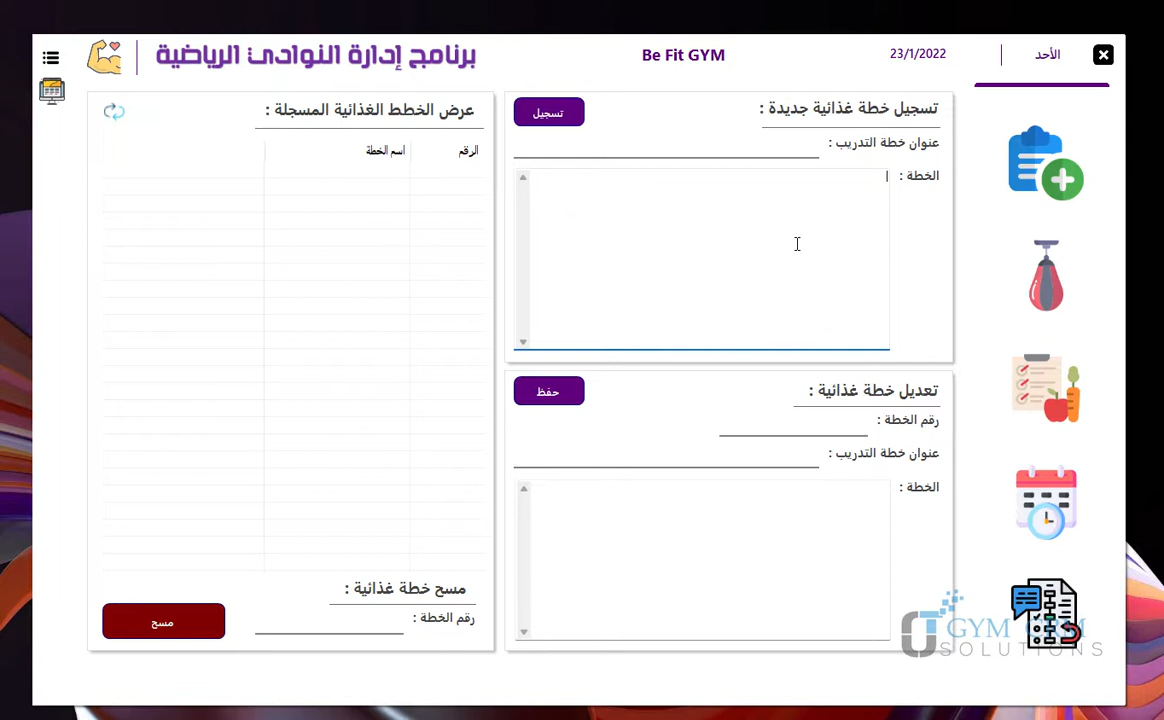 الأحد
23/1/2022
Be Fit GYM
برنامج إدارة النوادي الرياضية
تسجيل خطة غذائية جديدة :
تسجيل
عنوان خطة التدريب :
الخطة :
تعديل خطة غذائية :
حفظ
رقم الخطة :
عنوان خطة التدريب :
الخطة :
عرض الخطط الغذائية المسجلة :
الرقم
اسم الخطة
مسح خطة غذائية :
رقم الخطة :
مسح
GYM CRM
SOLUTIONS